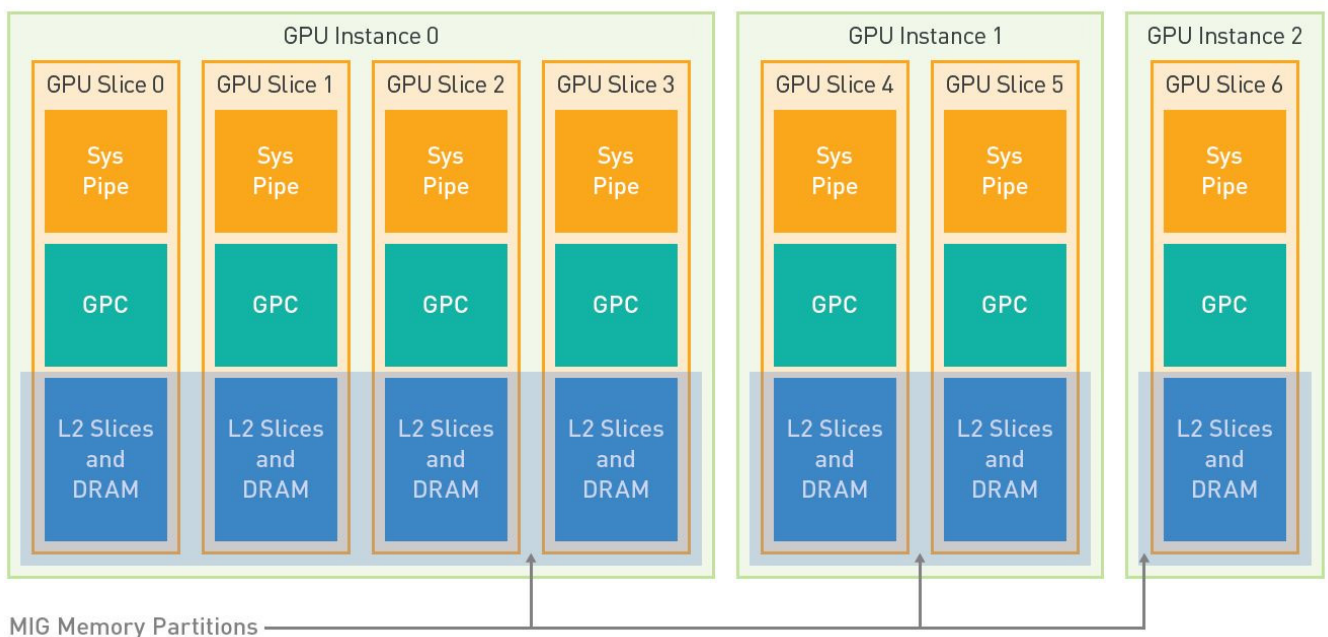 GPU Instance 0
GPU Instance 1
GPU Instance 2
GPU Slice 0
GPU Slice 1
GPU Slice 2
GPU Slice 3
GPU Slice 4
GPU Slice 5
GPU Slice 6
Sys
Pipe
Sys
Pipe
Sys
Pipe
Sys
Pipe
Sys
Pipe
Sys
Pipe
Sys
Pipe
GPC
GPC
GPC
GPC
GPC
GPC
GPC
L2 Slices
and
DRAM
L2 Slices
and
DRAM
L2 Slices
and
DRAM
L2 Slices
and
DRAM
L2 Slices
and
DRAM
L2 Slices
and
DRAM
L2 Slices
and
DRAM
MIG Memory Partitions